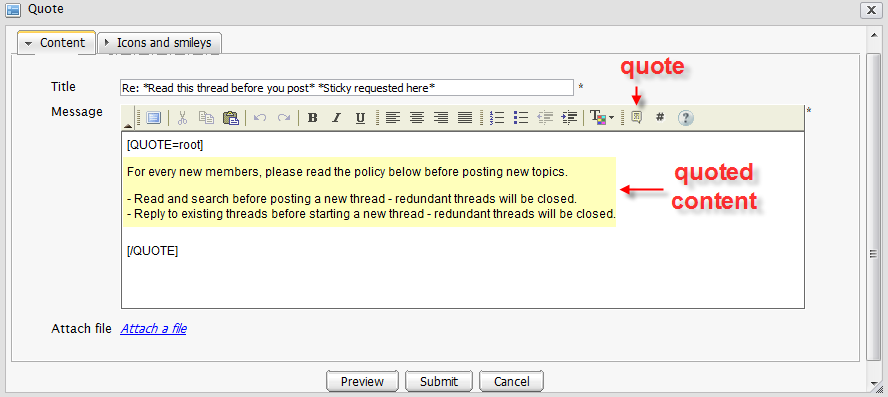 Quote
Content
Icons and smileys
quote
Title
Re: *Read this thread before you post* *Sticky requested here*
*
Message
B I U
T
#
?
*
[QUOTE=root]
For every new members, please read the policy below before posting new topics.
- Read and search before posting a new thread - redundant threads will be closed.
- Reply to existing threads before starting a new thread - redundant threads will be closed.
[/QUOTE]
quoted
content
Attach file
Attach a file
Preview
Submit
Cancel